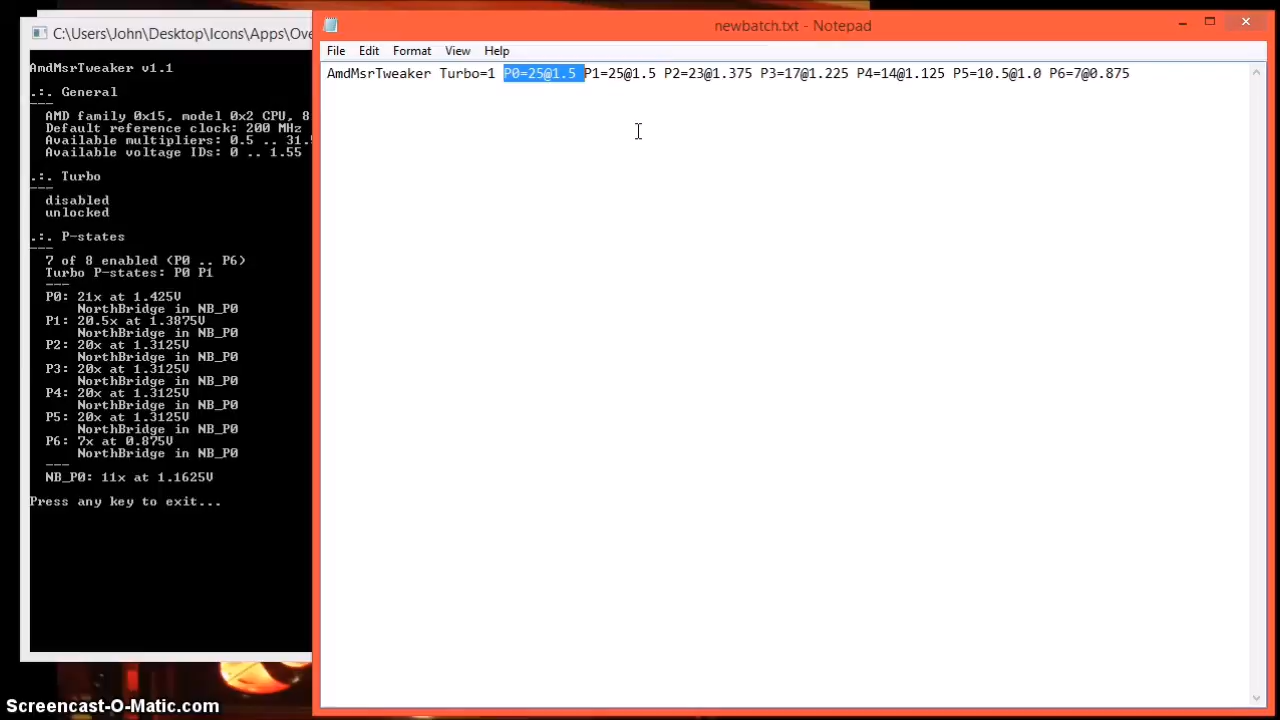 C:\Users\John\Desktop\Icons\Apps\Ove
AmdMsrTweaker v1.1
.:. General
---
AMD family 0x15, model 0x2 CPU, 8
Default reference clock: 200 MHz
Available multipliers: 0.5 .. 31.5
Available voltage IDs: 0 .. 1.55
.:. Turbo
---
disabled
unlocked
.:. P-states
---
7 of 8 enabled (P0 .. P6)
Turbo P-states: P0 P1
---
P0: 21x at 1.425V
NorthBridge in NB_P0
P1: 20.5x at 1.3875V
NorthBridge in NB_P0
P2: 20x at 1.3125V
NorthBridge in NB_P0
P3: 20x at 1.3125V
NorthBridge in NB_P0
P4: 20x at 1.3125V
NorthBridge in NB_P0
P5: 20x at 1.3125V
NorthBridge in NB_P0
P6: 7x at 0.875V
NorthBridge in NB_P0
---
NB_P0: 11x at 1.1625V
Press any key to exit...
newbatch.txt - Notepad
File Edit Format View Help
AmdMsrTweaker Turbo=1 P0=25@1.5 P1=25@1.5 P2=23@1.375 P3=17@1.225 P4=14@1.125 P5=10.5@1.0 P6=7@0.875
Screencast-O-Matic.com